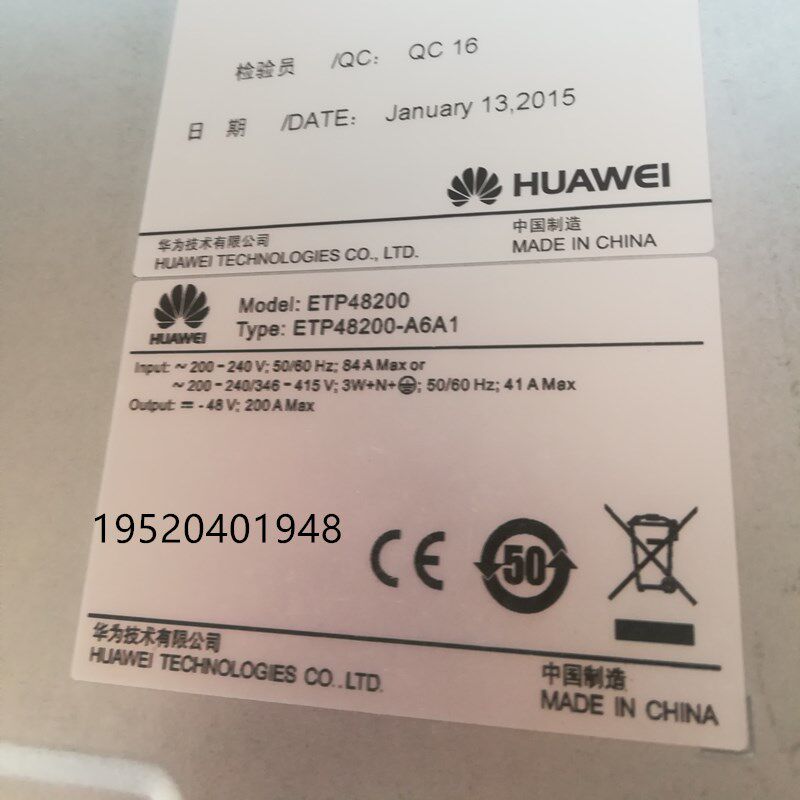 检验员 /QC: QC 16
日 期 /DATE: January 13,2015
HUAWEI
华为技术有限公司
HUAWEI TECHNOLOGIES CO., LTD.
中国制造
MADE IN CHINA
HUAWEI
Model: ETP48200
Type: ETP48200-A6A1
Input: ~ 200-240 V; 50/60 Hz; 84 A Max or
~ 200-240/346-415 V; 3W+N+⏚; 50/60 Hz; 41 A Max
Output: ⎓ -48 V; 200 A Max
19520401948
CE
50
华为技术有限公司
HUAWEI TECHNOLOGIES CO.,LTD.
中国制造
MADE IN CHINA